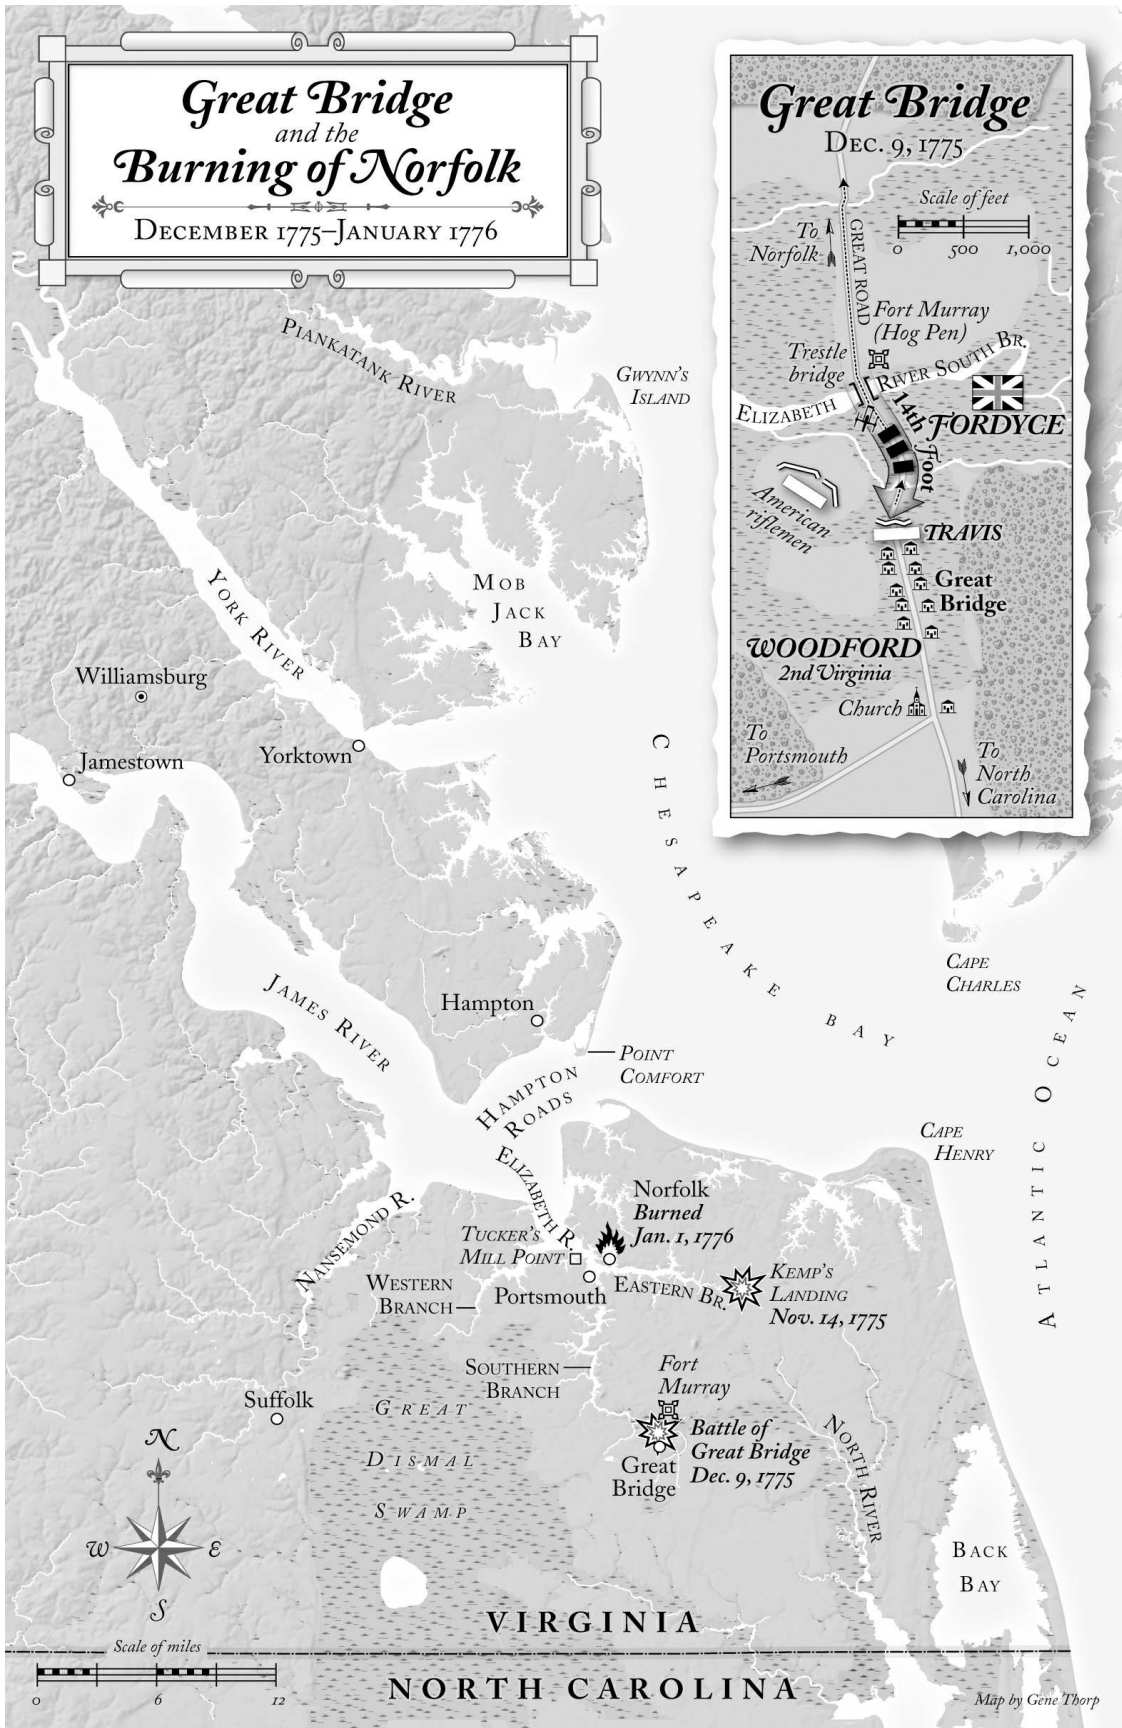 Great Bridge
and the
Burning of Norfolk
DECEMBER 1775–JANUARY 1776
Great Bridge
DEC. 9, 1775
Scale of feet
0 500 1,000
To
Norfolk
GREAT ROAD
Fort Murray
(Hog Pen)
Trestle
bridge
ELIZABETH RIVER SOUTH BR.
14th Foot
FORDYCE
American
riflemen
TRAVIS
Great
Bridge
WOODFORD
2nd Virginia
Church
To
Portsmouth
To
North
Carolina
PIANKATANK RIVER
GWYNN'S
ISLAND
YORK RIVER
MOB
JACK
BAY
Williamsburg
Jamestown
Yorktown
CHESAPEAKE BAY
CAPE
CHARLES
JAMES RIVER
Hampton
POINT
COMFORT
HAMPTON
ROADS
CAPE
HENRY
ATLANTIC OCEAN
ELIZABETH R.
NANSEMOND R.
Norfolk
Burned
Jan. 1, 1776
TUCKER'S
MILL POINT
WESTERN
BRANCH
Portsmouth
EASTERN BR.
KEMP'S
LANDING
Nov. 14, 1775
SOUTHERN
BRANCH
Fort
Murray
Suffolk
GREAT
DISMAL
SWAMP
Battle of
Great Bridge
Dec. 9, 1775
Great
Bridge
NORTH RIVER
BACK
BAY
N
W E
S
VIRGINIA
NORTH CAROLINA
Scale of miles
0 6 12
Map by Gene Thorp